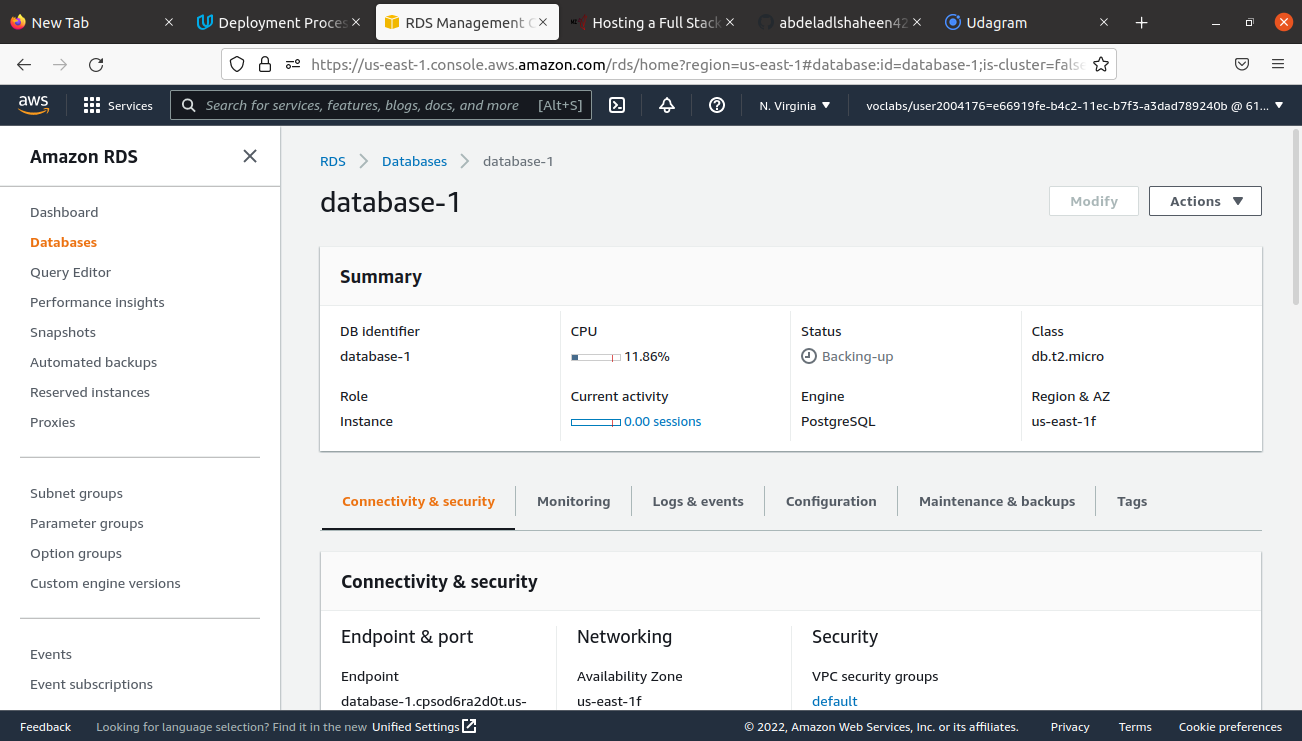 New Tab
Deployment Proces
RDS Management C
Hosting a Full Stack
abdeladlshaheen42
Udagram
https://us-east-1.console.aws.amazon.com/rds/home?region=us-east-1#database:id=database-1;is-cluster=false
aws
Services
Search for services, features, blogs, docs, and more [Alt+S]
N. Virginia
voclabs/user2004176=e66919fe-b4c2-11ec-b7f3-a3dad789240b @ 61...
Amazon RDS
Dashboard
Databases
Query Editor
Performance insights
Snapshots
Automated backups
Reserved instances
Proxies
Subnet groups
Parameter groups
Option groups
Custom engine versions
Events
Event subscriptions
RDS
Databases
database-1
database-1
Modify
Actions
Summary
DB identifier
database-1
CPU
11.86%
Status
Backing-up
Class
db.t2.micro
Role
Instance
Current activity
0.00 sessions
Engine
PostgreSQL
Region & AZ
us-east-1f
Connectivity & security
Monitoring
Logs & events
Configuration
Maintenance & backups
Tags
Connectivity & security
Endpoint & port
Endpoint
database-1.cpsod6ra2d0t.us-
Networking
Availability Zone
us-east-1f
Security
VPC security groups
default
Feedback
Looking for language selection? Find it in the new Unified Settings
© 2022, Amazon Web Services, Inc. or its affiliates.
Privacy
Terms
Cookie preferences